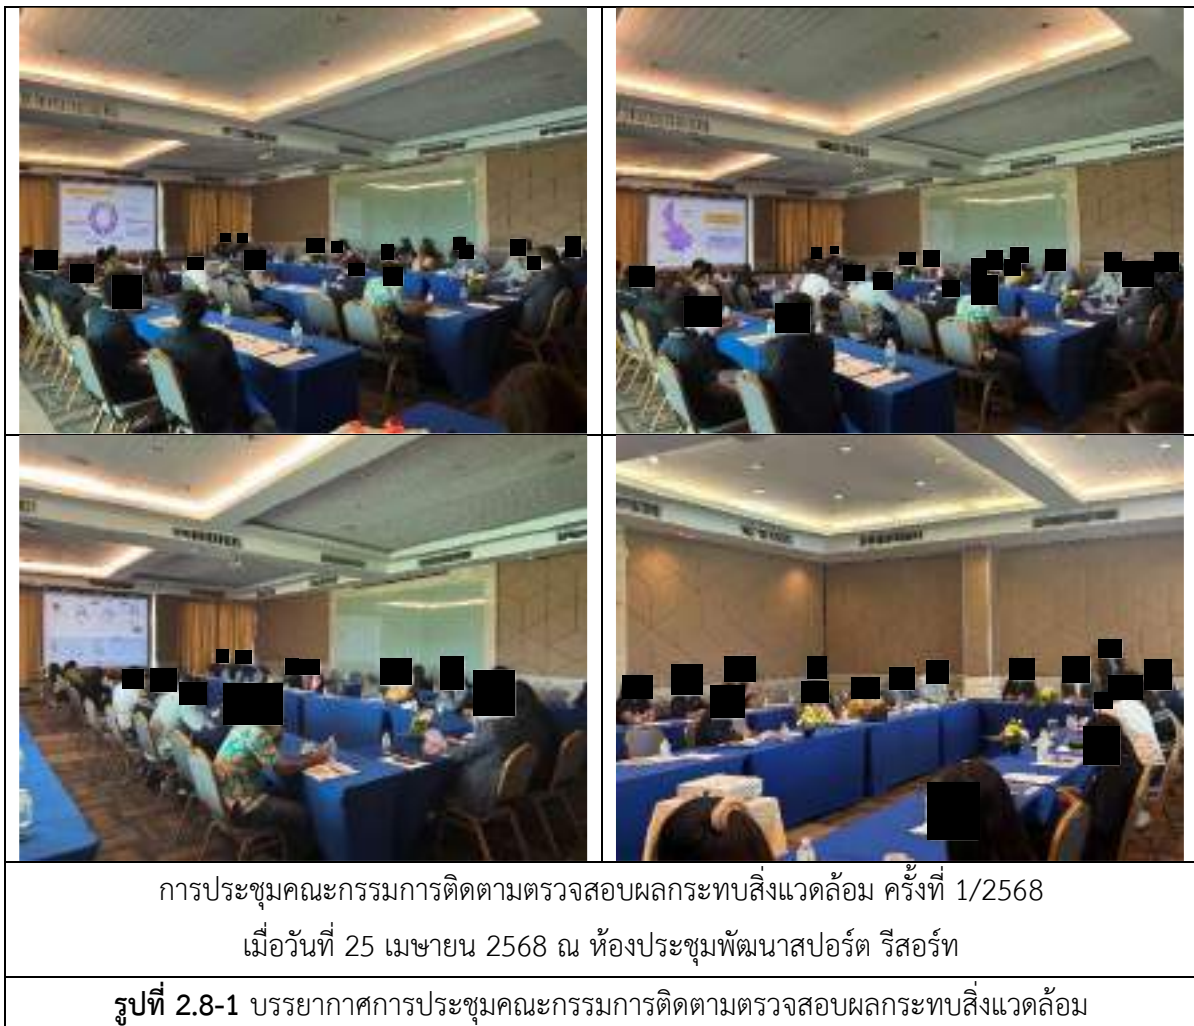 การประชุมคณะกรรมการติดตามตรวจสอบผลกระทบสิ่งแวดล้อม ครั้งที่ 1/2568
เมื่อวันที่ 25 เมษายน 2568 ณ ห้องประชุมพัฒนาสปอร์ต รีสอร์ท
รูปที่ 2.8-1 บรรยากาศการประชุมคณะกรรมการติดตามตรวจสอบผลกระทบสิ่งแวดล้อม